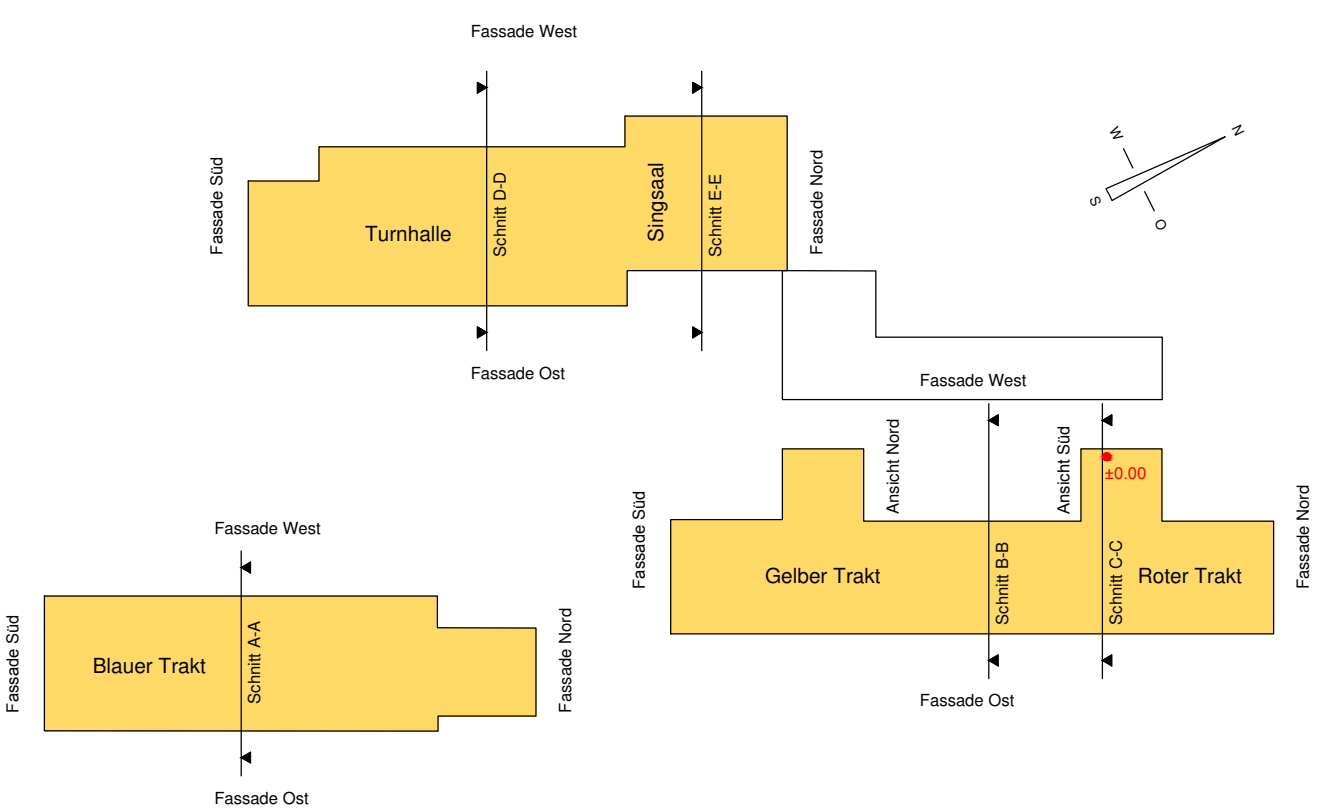 Fassade West
Fassade Süd
Turnhalle
Schnitt D-D
Singsaal
Schnitt E-E
Fassade Nord
Fassade Ost
N
W
S
O
Fassade West
Fassade Süd
Ansicht Nord
Ansicht Süd
±0.00
Gelber Trakt
Schnitt B-B
Schnitt C-C
Roter Trakt
Fassade Nord
Fassade Ost
Fassade West
Fassade Süd
Blauer Trakt
Schnitt A-A
Fassade Nord
Fassade Ost